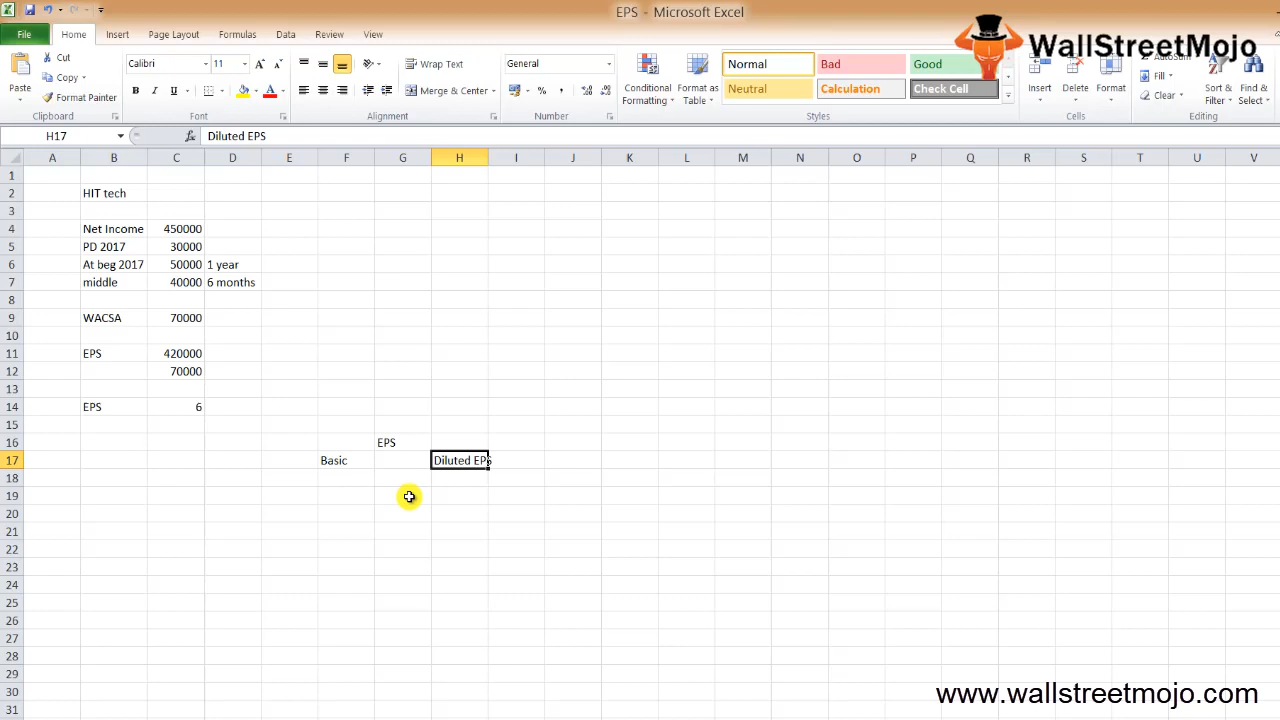 EPS - Microsoft Excel
File Home Insert Page Layout Formulas Data Review View
WallStreetMojo
Paste
Cut
Copy
Format Painter
Clipboard
Calibri 11
B I U A
Font
Wrap Text
Merge & Center
Alignment
General
$ % ,
Number
Conditional Formatting
Format as Table
Normal Bad Good
Neutral Calculation Check Cell
Styles
Insert Delete Format
Cells
AutoSum
Fill
Clear
Sort & Filter
Find & Select
Editing
H17 fx Diluted EPS
A B C D E F G H I J K L M N O P Q R S T U V
1
2 HIT tech
3
4 Net Income 450000
5 PD 2017 30000
6 At beg 2017 50000 1 year
7 middle 40000 6 months
8
9 WACSA 70000
10
11 EPS 420000
12 70000
13
14 EPS 6
15
16 EPS
17 Basic Diluted EPS
18
19
20
21
22
23
24
25
26
27
28
29
30
31
www.wallstreetmojo.com